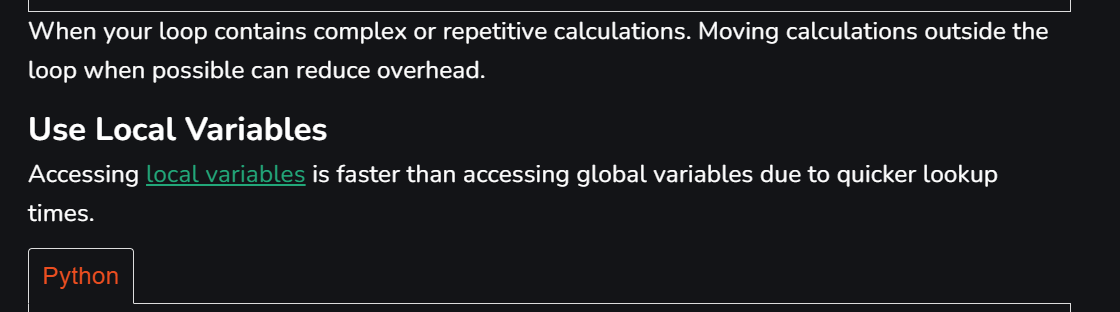 When your loop contains complex or repetitive calculations. Moving calculations outside the
loop when possible can reduce overhead.
Use Local Variables
Accessing local variables is faster than accessing global variables due to quicker lookup
times.
Python